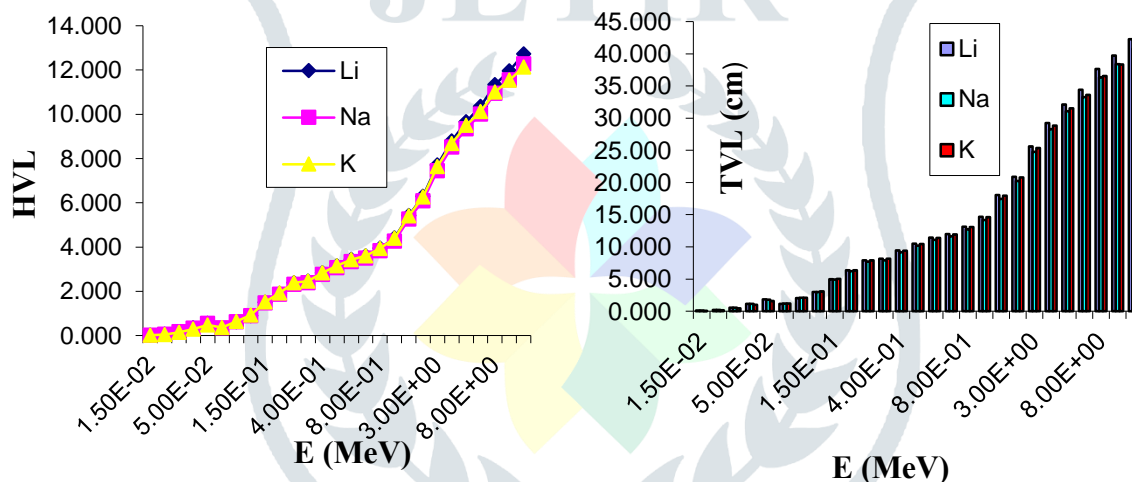 JETIR
14.000
12.000
10.000
8.000
6.000
4.000
2.000
0.000
HVL
Li
Na
K
1.50E-02
5.00E-02
1.50E-01
4.00E-01
8.00E-01
3.00E+00
8.00E+00
E (MeV)
45.000
40.000
35.000
30.000
25.000
20.000
15.000
10.000
5.000
0.000
TVL (cm)
Li
Na
K
1.50E-02
5.00E-02
1.50E-01
4.00E-01
8.00E-01
3.00E+00
8.00E+00
E (MeV)